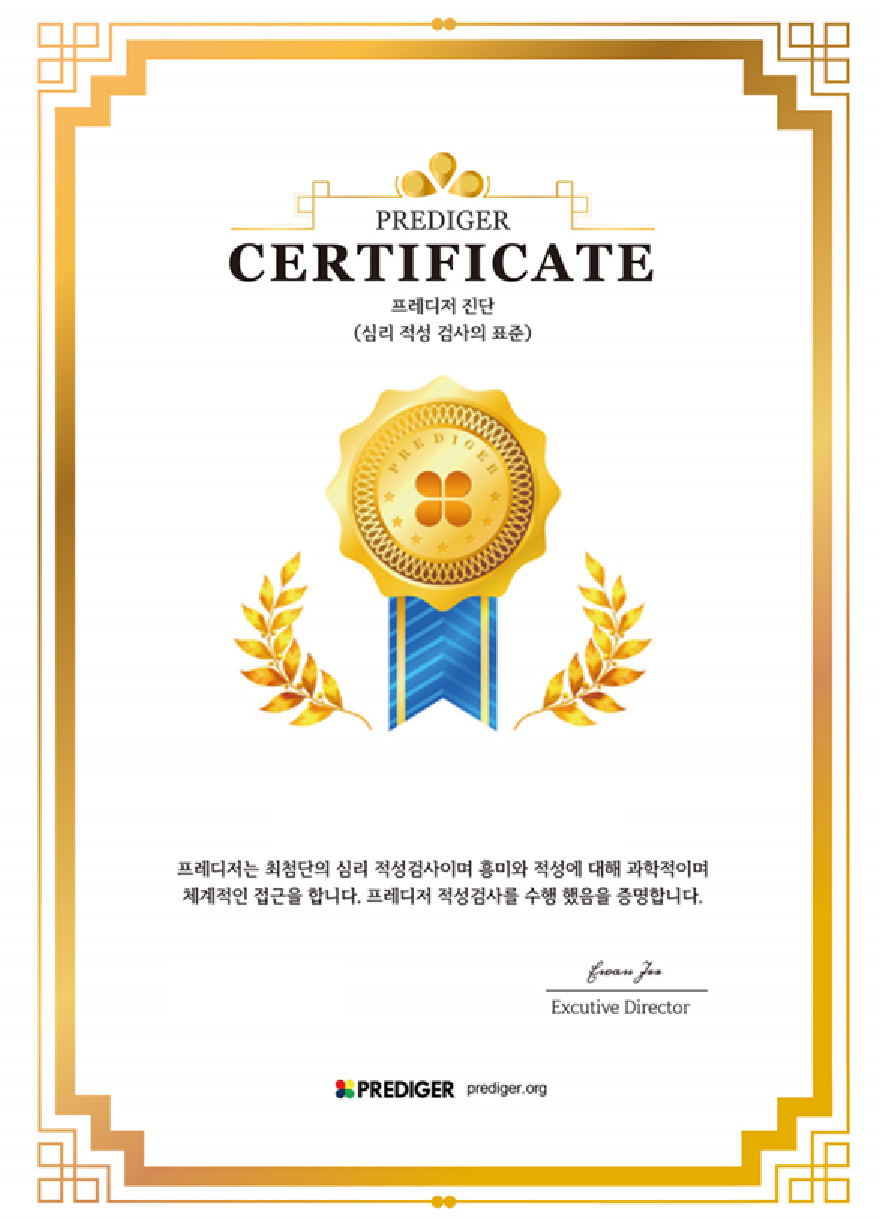 PREDIGER
CERTIFICATE
프레디저 진단
(심리 적성 검사의 표준)
PREDIGER
프레디저는 최첨단의 심리 적성검사이며 흥미와 적성에 대해 과학적이며
체계적인 접근을 합니다. 프레디저 적성검사를 수행 했음을 증명합니다.
Excutive Director
PREDIGER prediger.org